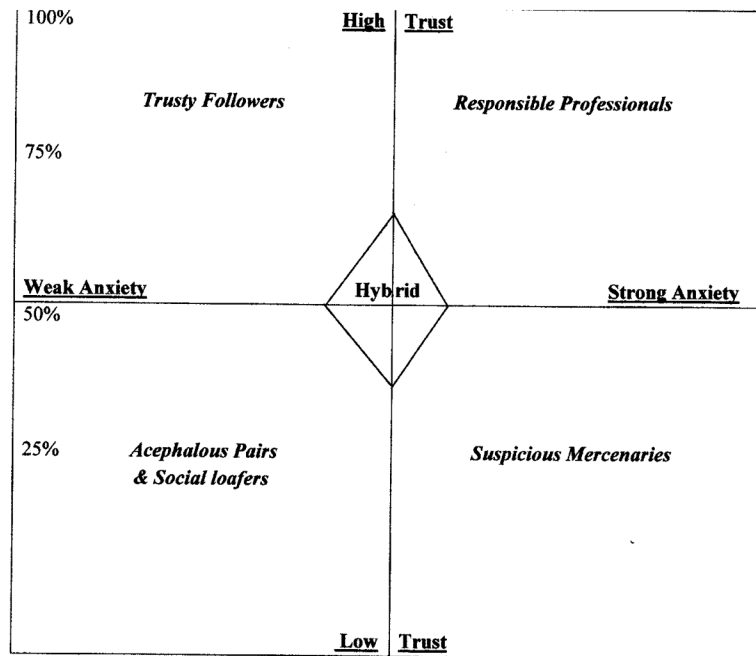 100%
High Trust
Trusty Followers
Responsible Professionals
75%
Weak Anxiety
Hybrid
Strong Anxiety
50%
25%
Acephalous Pairs
& Social loafers
Suspicious Mercenaries
Low Trust